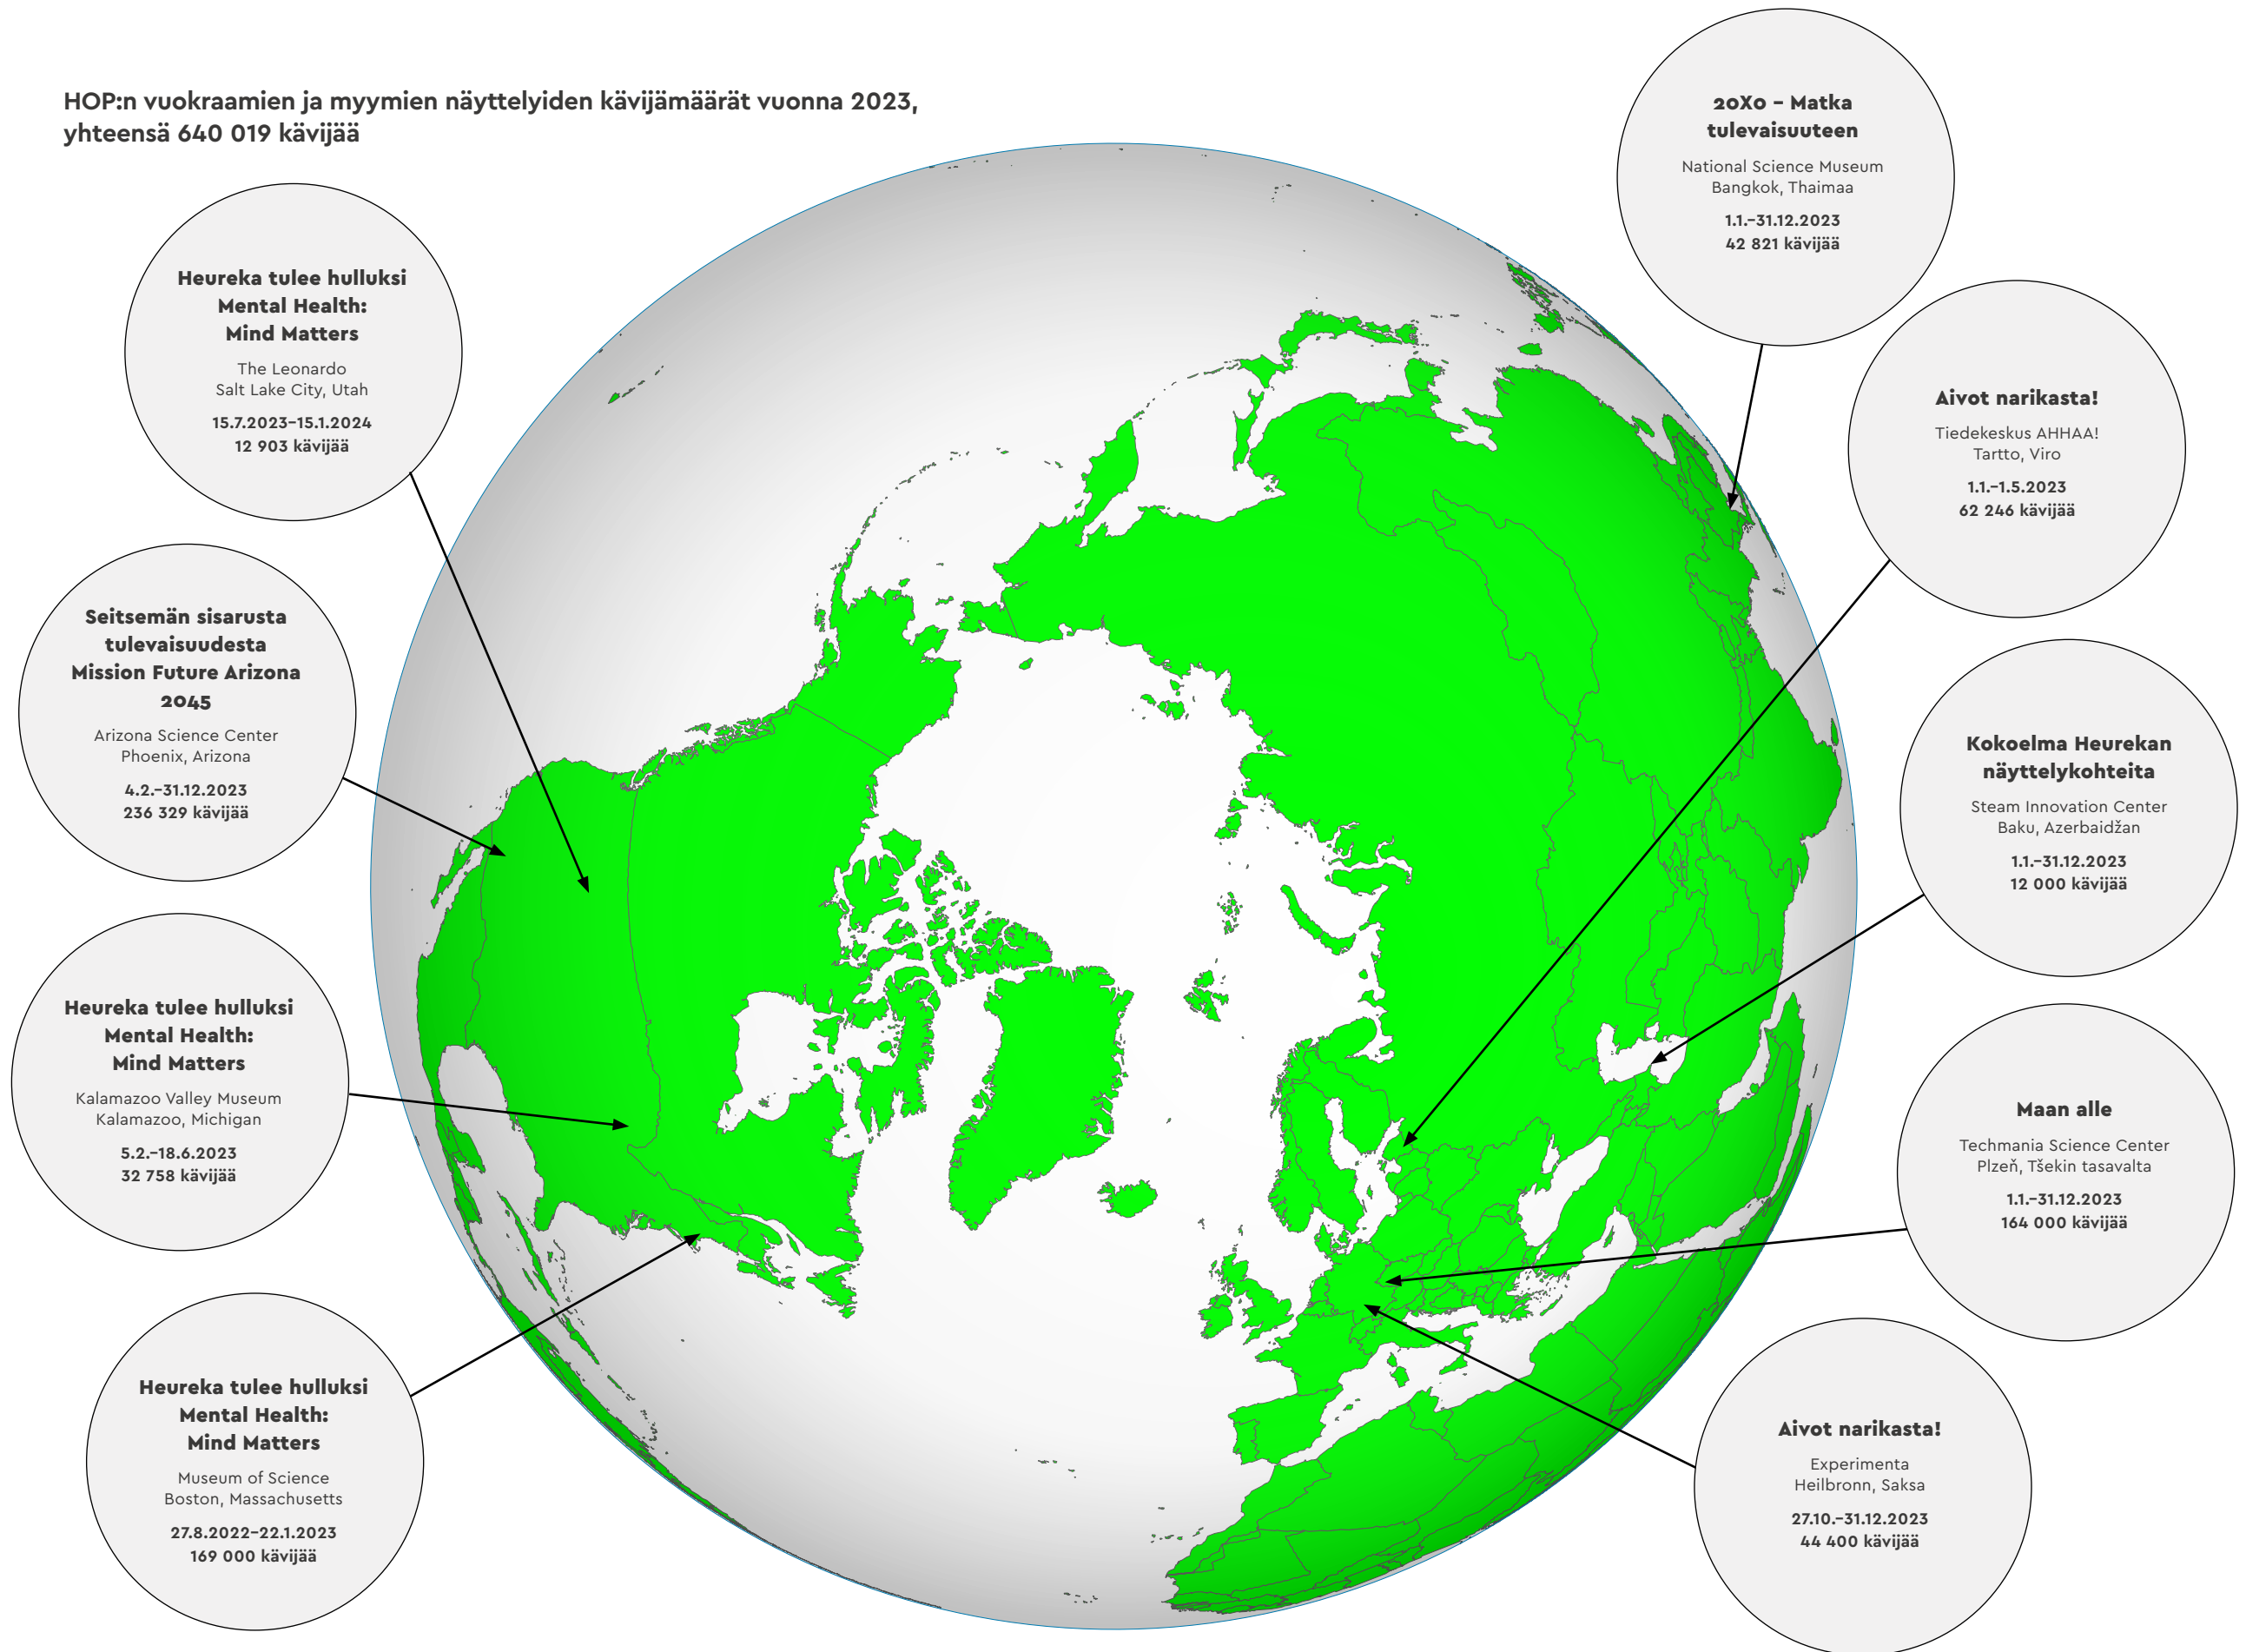 HOP:n vuokraamien ja myymien näyttelyiden kävijämäärät vuonna 2023,
yhteensä 640 019 kävijää
Heureka tulee hulluksi
Mental Health:
Mind Matters
The Leonardo
Salt Lake City, Utah
15.7.2023–15.1.2024
12 903 kävijää
Seitsemän sisarusta
tulevaisuudesta
Mission Future Arizona
2045
Arizona Science Center
Phoenix, Arizona
4.2.–31.12.2023
236 329 kävijää
Heureka tulee hulluksi
Mental Health:
Mind Matters
Kalamazoo Valley Museum
Kalamazoo, Michigan
5.2.–18.6.2023
32 758 kävijää
Heureka tulee hulluksi
Mental Health:
Mind Matters
Museum of Science
Boston, Massachusetts
27.8.2022–22.1.2023
169 000 kävijää
20X0 – Matka
tulevaisuuteen
National Science Museum
Bangkok, Thaimaa
1.1.–31.12.2023
42 821 kävijää
Aivot narikasta!
Tiedekeskus AHHAA!
Tartto, Viro
1.1.–1.5.2023
62 246 kävijää
Kokoelma Heurekan
näyttelykohteita
Steam Innovation Center
Baku, Azerbaidžan
1.1.–31.12.2023
12 000 kävijää
Maan alle
Techmania Science Center
Plzeň, Tšekin tasavalta
1.1.–31.12.2023
164 000 kävijää
Aivot narikasta!
Experimenta
Heilbronn, Saksa
27.10.–31.12.2023
44 400 kävijää